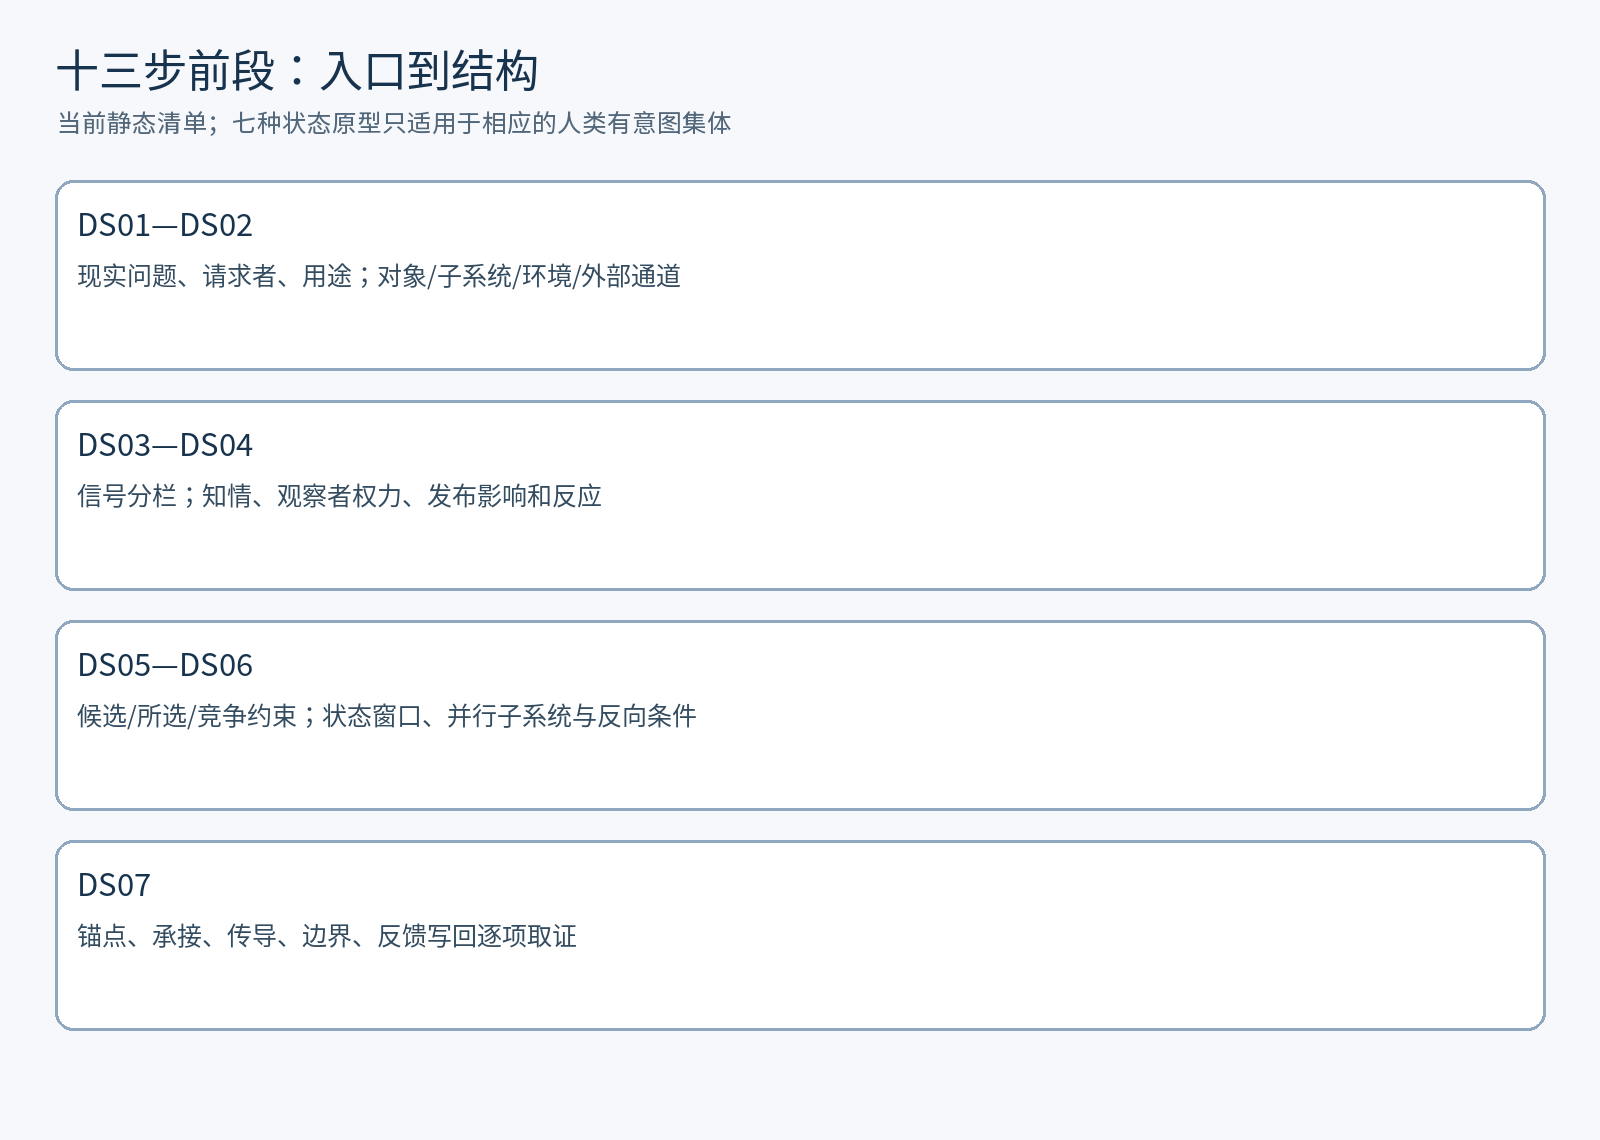 十三步前段：入口到结构
当前静态清单；七种状态原型只适用于相应的人类有意图集体
DS01—DS02
现实问题、请求者、用途；对象/子系统/环境/外部通道
DS03—DS04
信号分栏；知情、观察者权力、发布影响和反应
DS05—DS06
候选/所选/竞争约束；状态窗口、并行子系统与反向条件
DS07
锚点、承接、传导、边界、反馈写回逐项取证